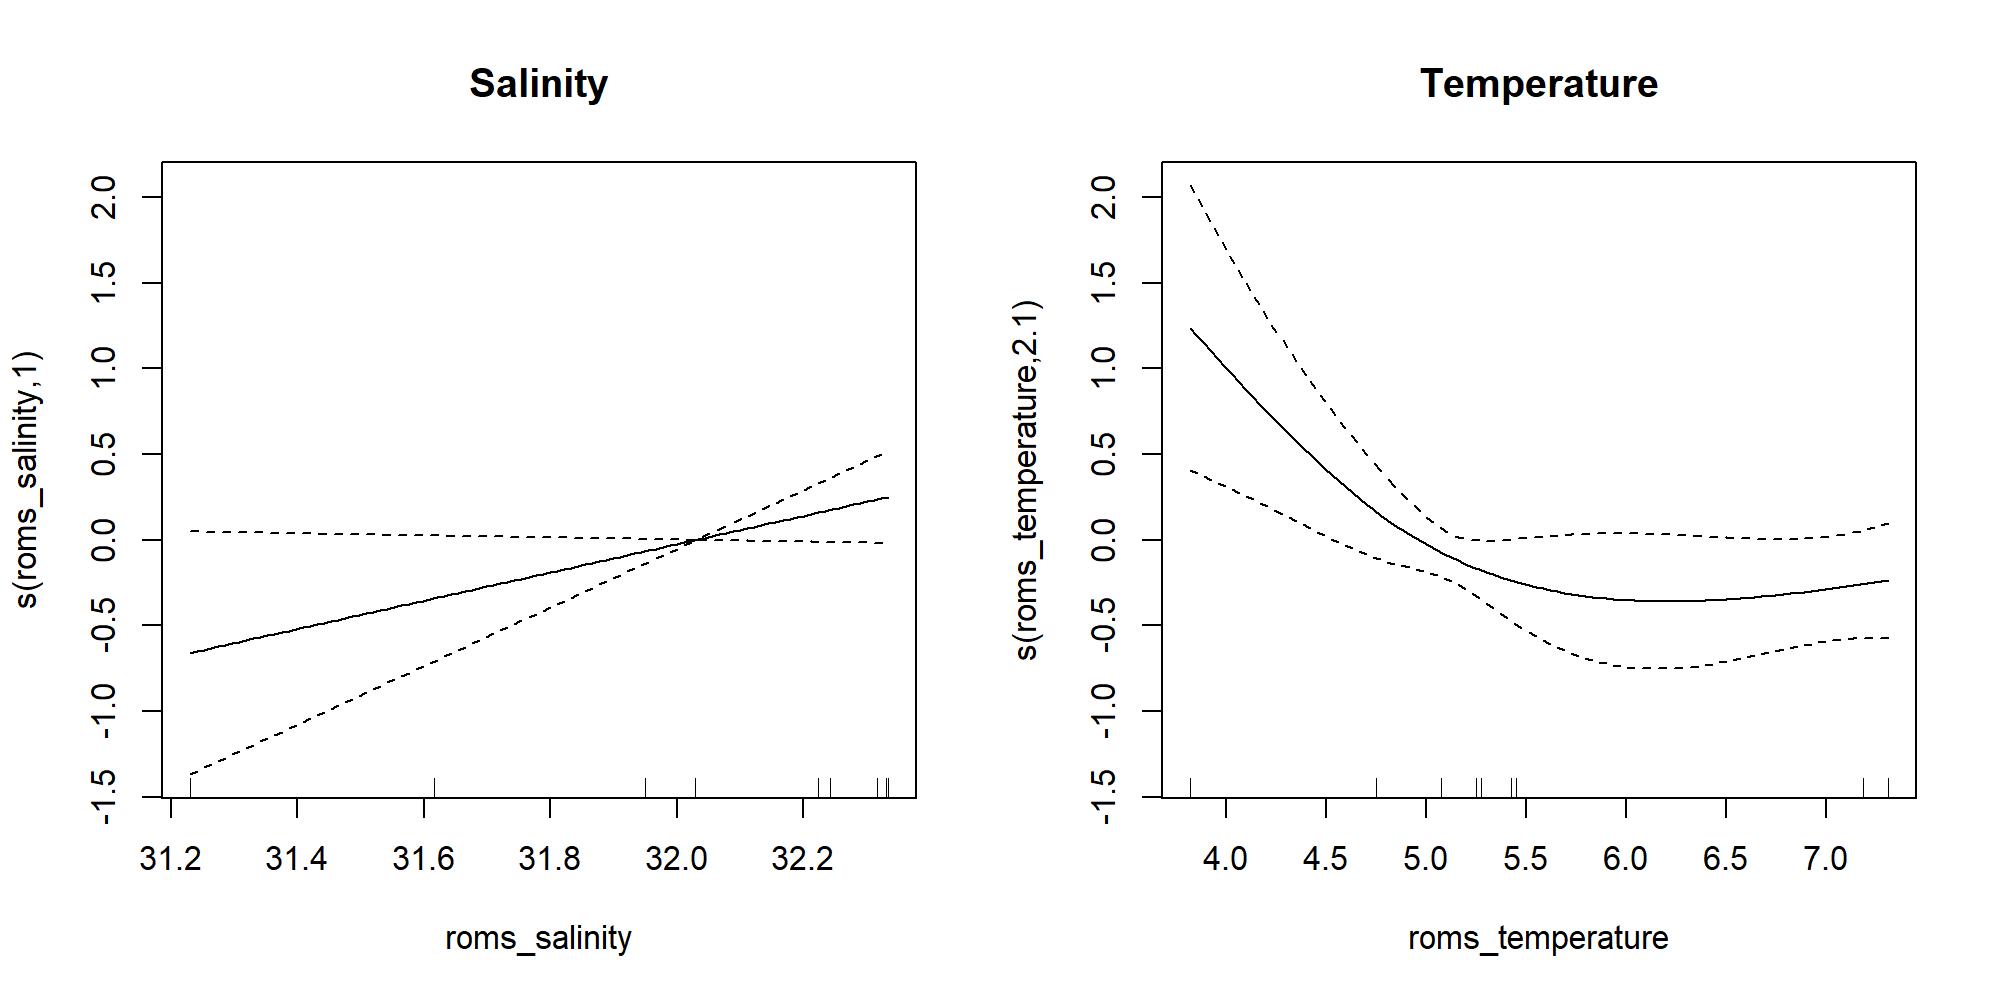 Salinity
s(roms_salinity,1)
2.0
1.5
1.0
0.5
0.0
-0.5
-1.0
-1.5
31.2 31.4 31.6 31.8 32.0 32.2
roms_salinity
Temperature
s(roms_temperature,2.1)
2.0
1.5
1.0
0.5
0.0
-0.5
-1.0
-1.5
4.0 4.5 5.0 5.5 6.0 6.5 7.0
roms_temperature